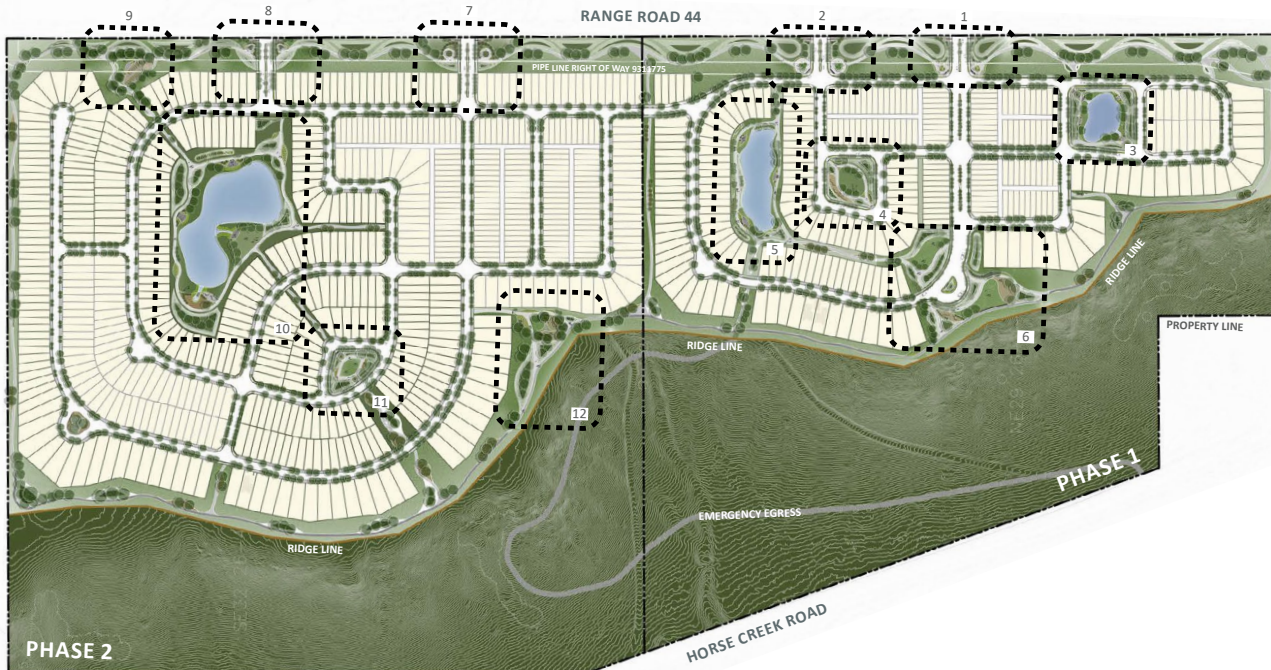 RANGE ROAD 44
9
8
7
2
1
PIPE LINE RIGHT OF WAY 9311775
3
4
5
6
10
11
12
RIDGE LINE
RIDGE LINE
RIDGE LINE
PROPERTY LINE
PHASE 1
EMERGENCY EGRESS
HORSE CREEK ROAD
PHASE 2